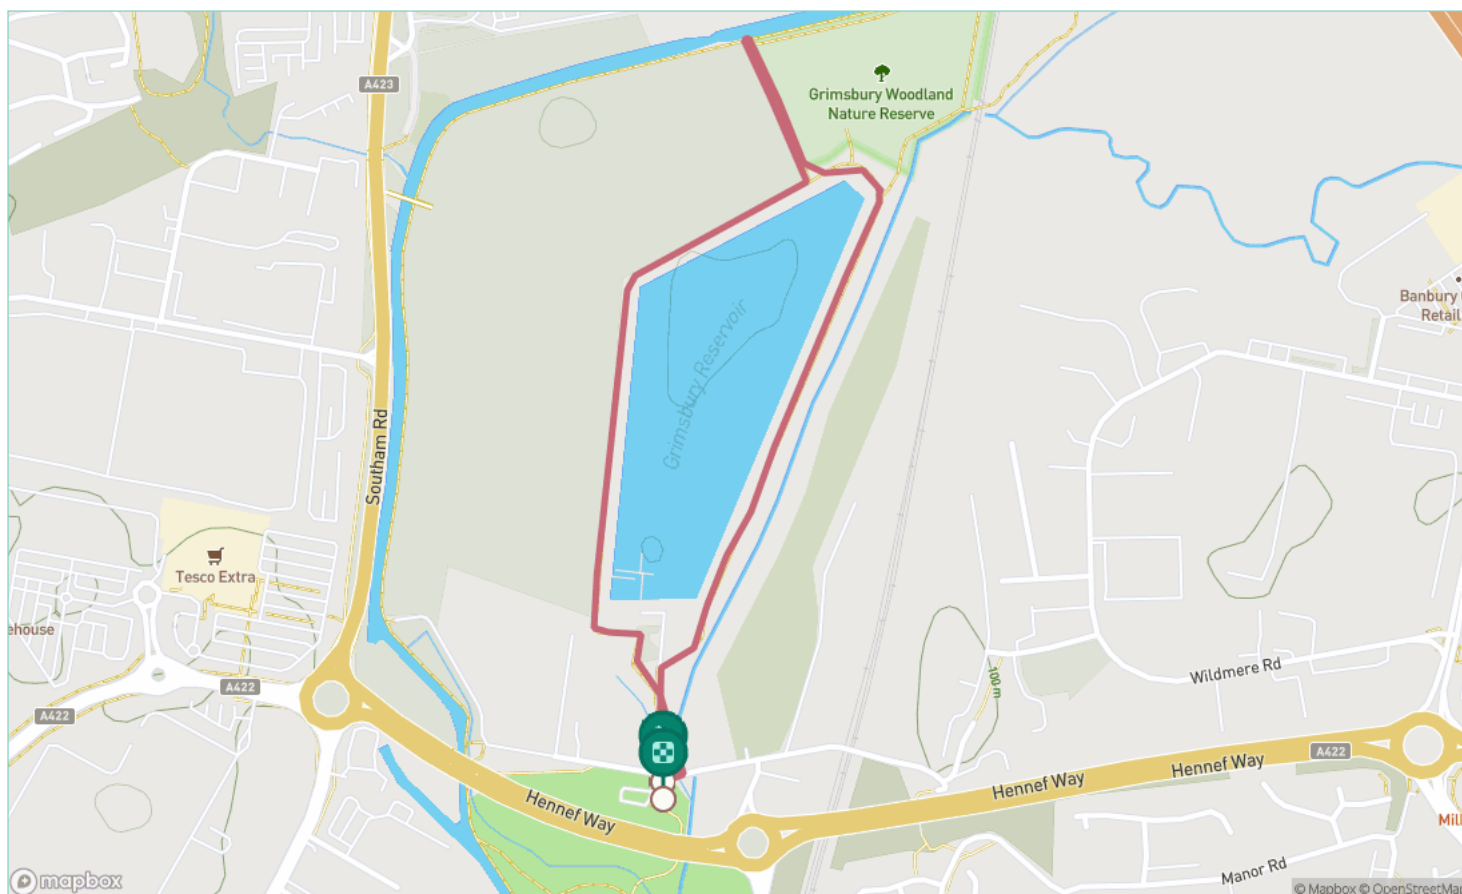 A423
Grimsbury Woodland
Nature Reserve
Banbury
Retail
Grimsbury Reservoir
Southam Rd
Tesco Extra
ehouse
A422
A422
100 m
Wildmere Rd
A422
Hennef Way
Hennef Way
Hennef Way
Mill
Manor Rd
mapbox
© Mapbox © OpenStreetMap